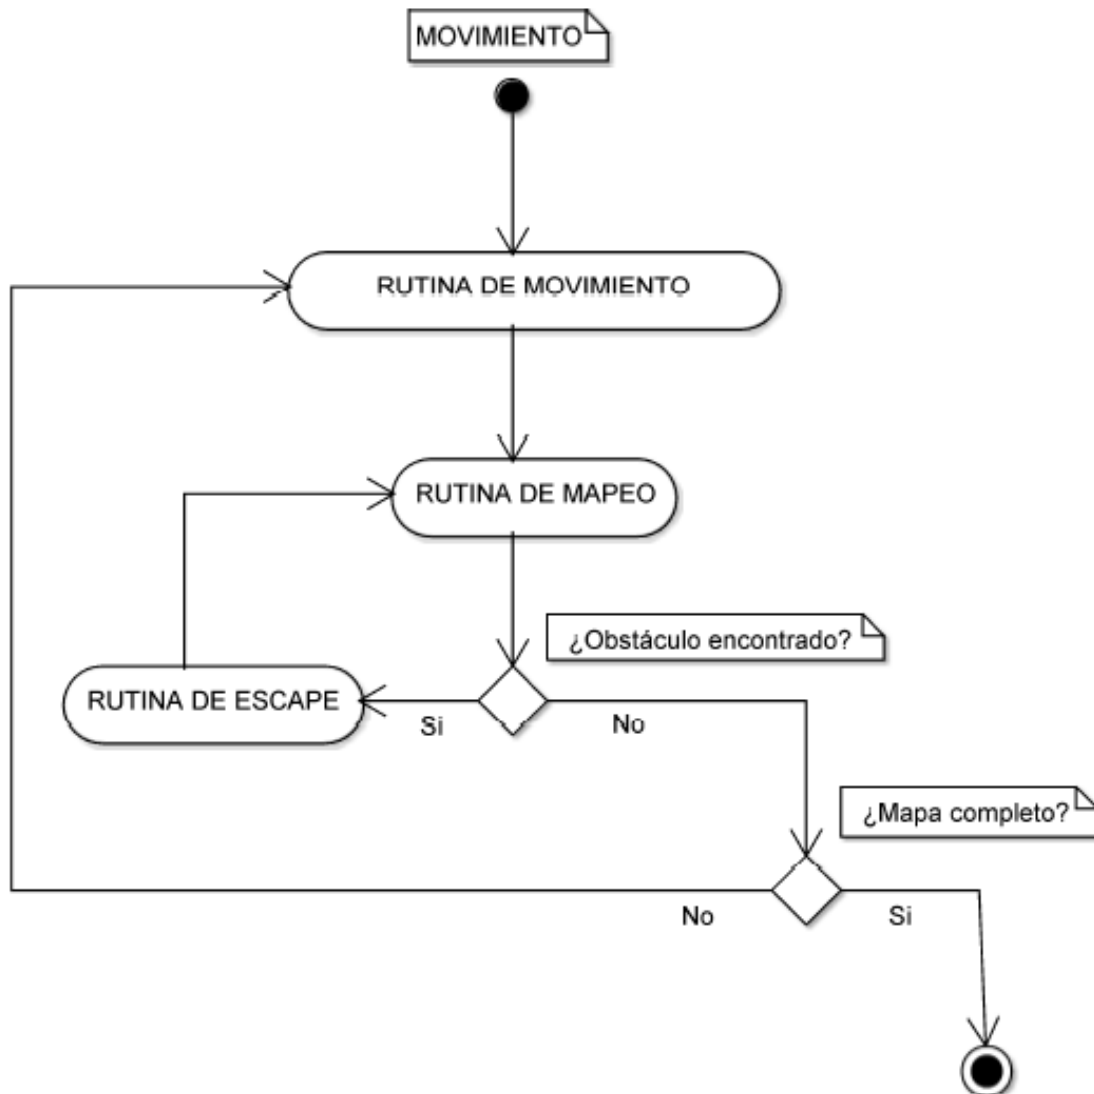 MOVIMIENTO
RUTINA DE MOVIMIENTO
RUTINA DE MAPEO
¿Obstáculo encontrado?
RUTINA DE ESCAPE
Si
No
¿Mapa completo?
No
Si